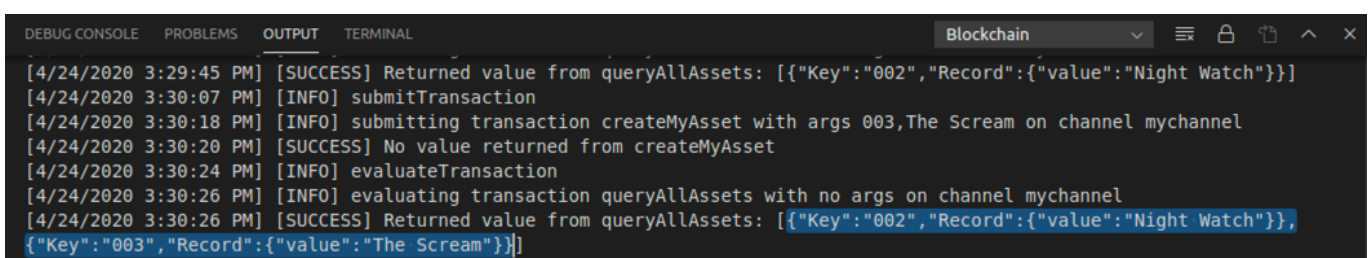 DEBUG CONSOLE PROBLEMS OUTPUT TERMINAL Blockchain
[4/24/2020 3:29:45 PM] [SUCCESS] Returned value from queryAllAssets: [{"Key":"002","Record":{"value":"Night Watch"}}]
[4/24/2020 3:30:07 PM] [INFO] submitTransaction
[4/24/2020 3:30:18 PM] [INFO] submitting transaction createMyAsset with args 003,The Scream on channel mychannel
[4/24/2020 3:30:20 PM] [SUCCESS] No value returned from createMyAsset
[4/24/2020 3:30:24 PM] [INFO] evaluateTransaction
[4/24/2020 3:30:26 PM] [INFO] evaluating transaction queryAllAssets with no args on channel mychannel
[4/24/2020 3:30:26 PM] [SUCCESS] Returned value from queryAllAssets: [{"Key":"002","Record":{"value":"Night Watch"}},
{"Key":"003","Record":{"value":"The Scream"}}]